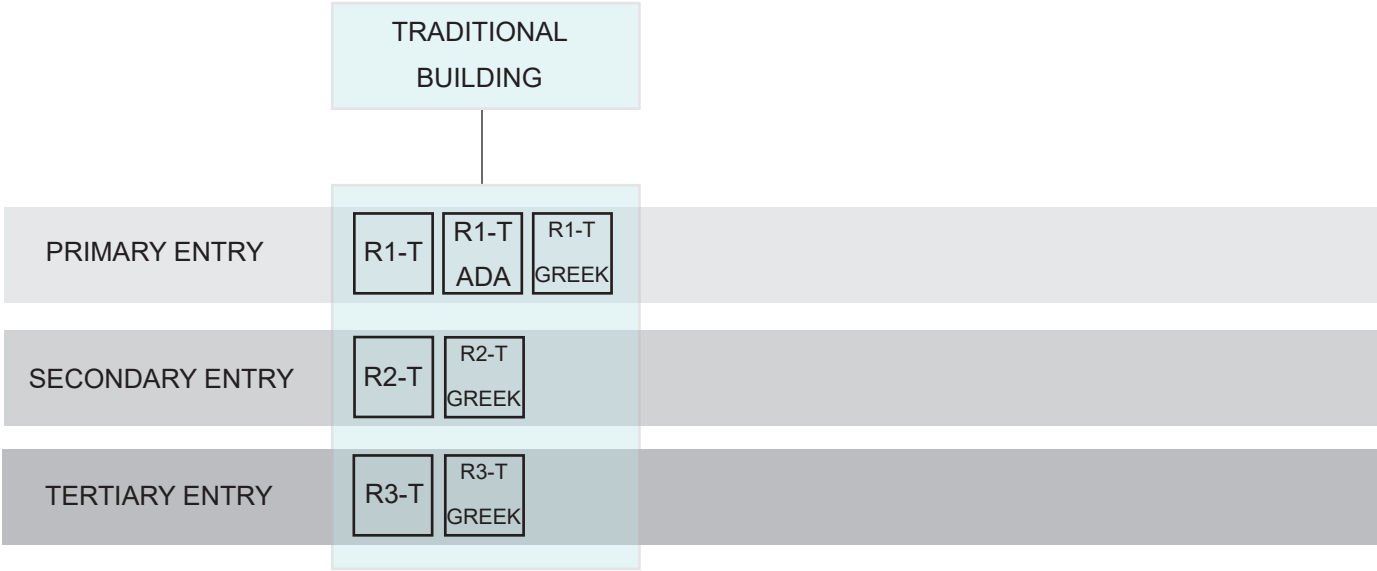 TRADITIONAL
BUILDING
PRIMARY ENTRY
R1-T
R1-T
ADA
R1-T
GREEK
SECONDARY ENTRY
R2-T
R2-T
GREEK
TERTIARY ENTRY
R3-T
R3-T
GREEK